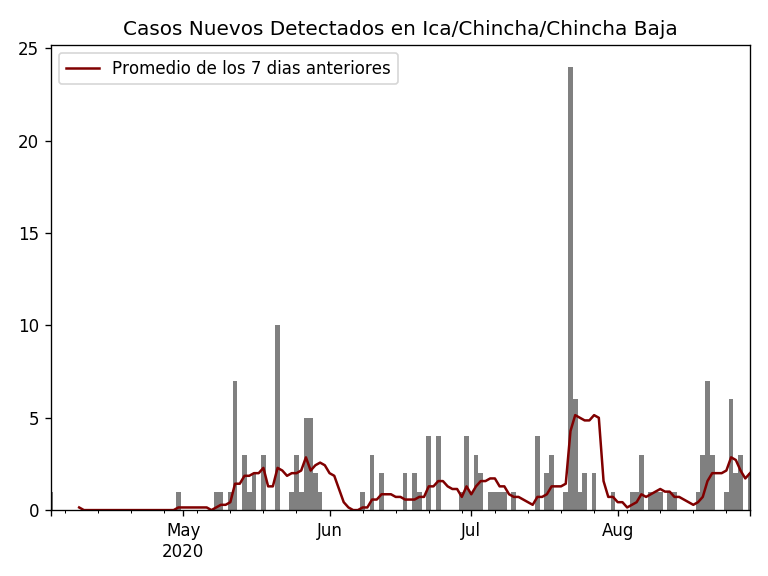 Casos Nuevos Detectados en Ica/Chincha/Chincha Baja
Promedio de los 7 dias anteriores
25
20
15
10
5
0
May Jun Jul Aug
2020